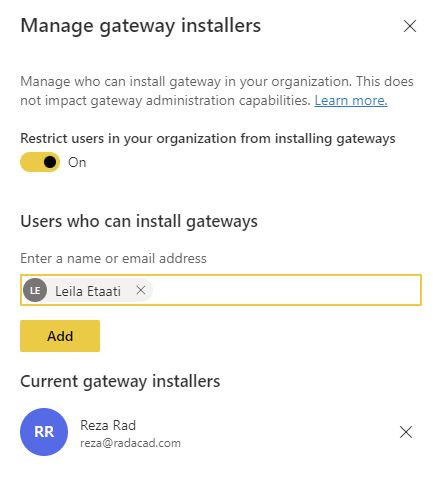 Manage gateway installers
Manage who can install gateway in your organization. This does
not impact gateway administration capabilities. Learn more.
Restrict users in your organization from installing gateways
On
Users who can install gateways
Enter a name or email address
LE Leila Etaati
Add
Current gateway installers
RR Reza Rad
reza@radacad.com